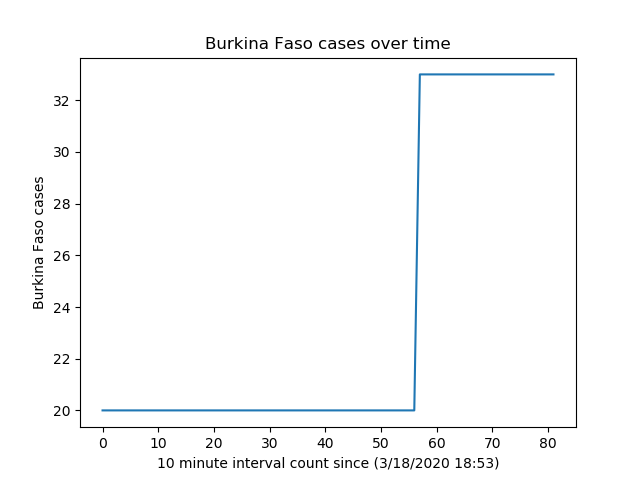 Burkina Faso cases over time
32
30
28
26
24
22
20
Burkina Faso cases
0 10 20 30 40 50 60 70 80
10 minute interval count since (3/18/2020 18:53)